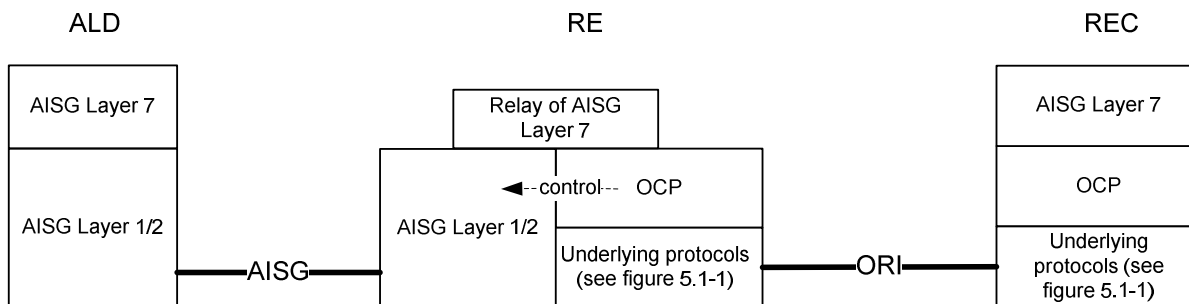 ALD
RE
REC
AISG Layer 7
AISG Layer 1/2
AISG
Relay of AISG
Layer 7
control
OCP
AISG Layer 1/2
Underlying protocols
(see figure 5.1-1)
ORI
AISG Layer 7
OCP
Underlying
protocols (see
figure 5.1-1)